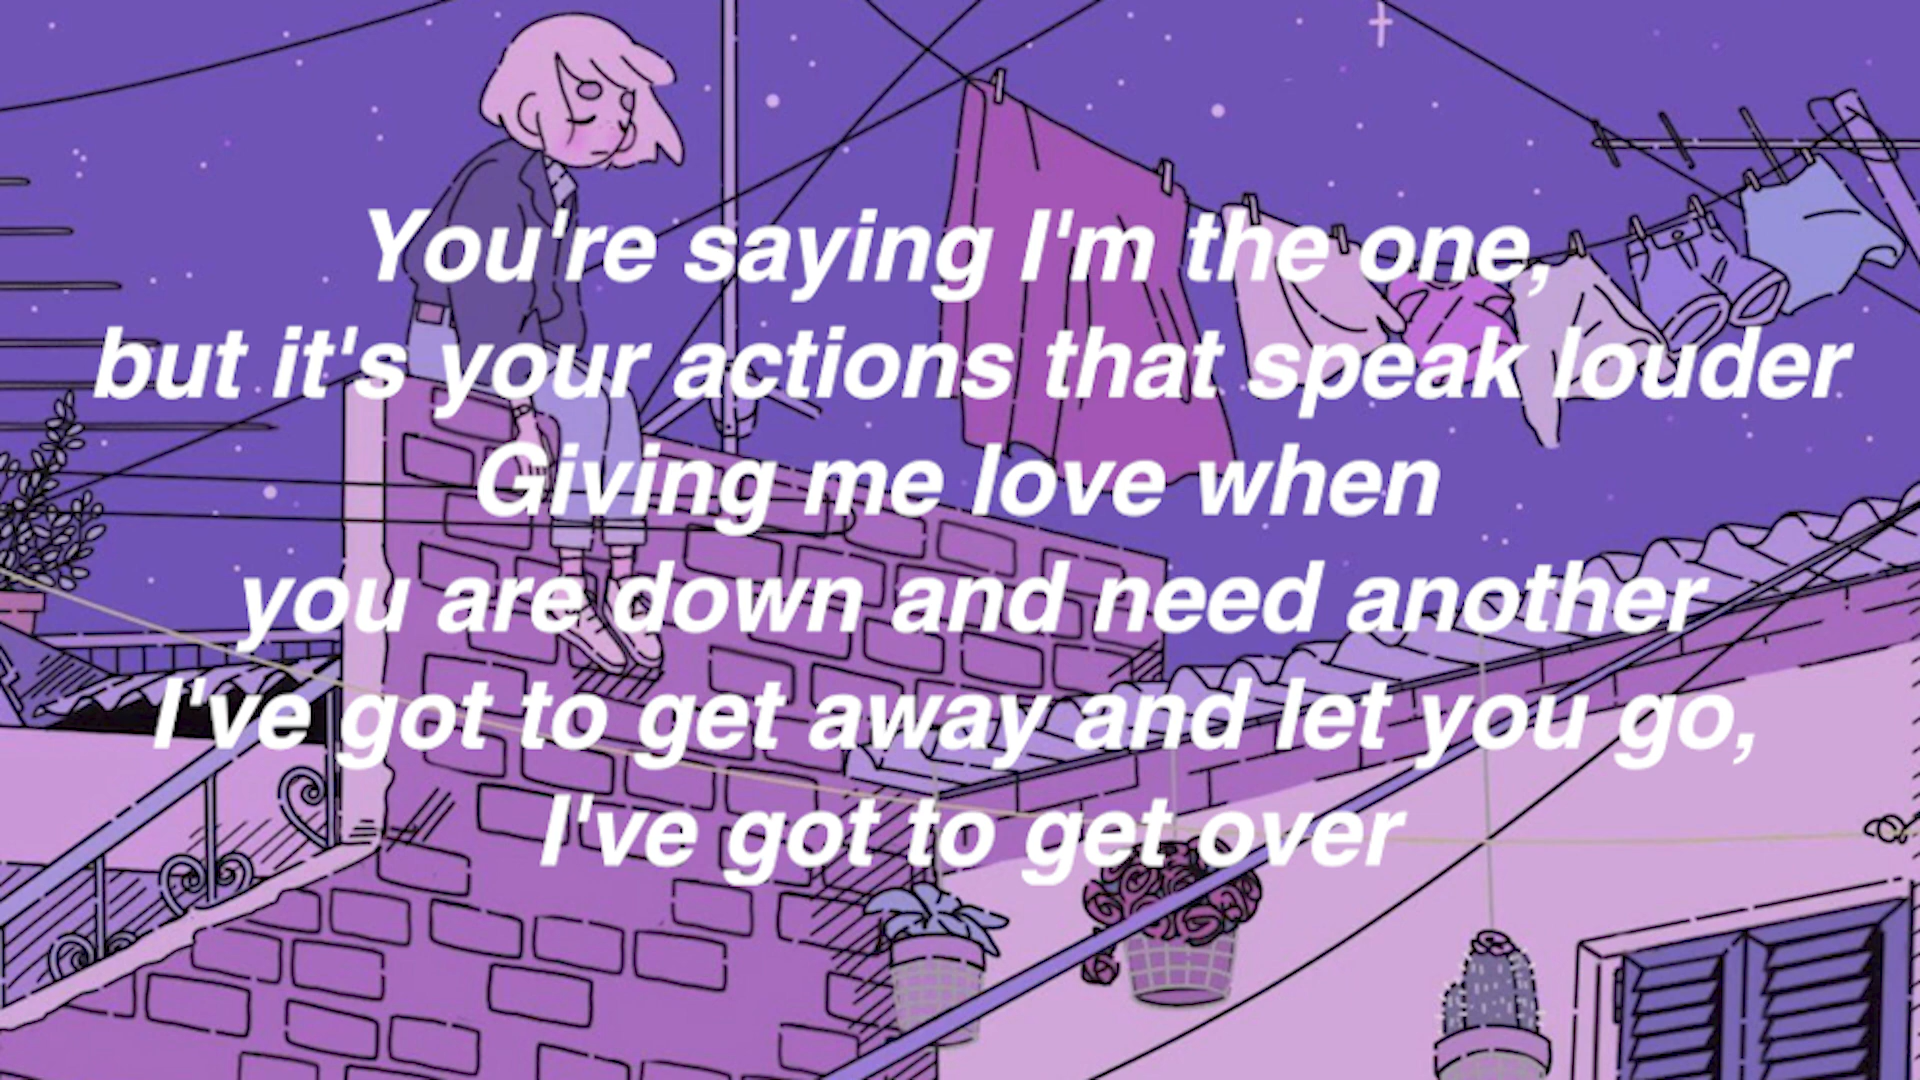 You're saying I'm the one,
but it's your actions that speak louder
Giving me love when
you are down and need another
I've got to get away and let you go,
I've got to get over